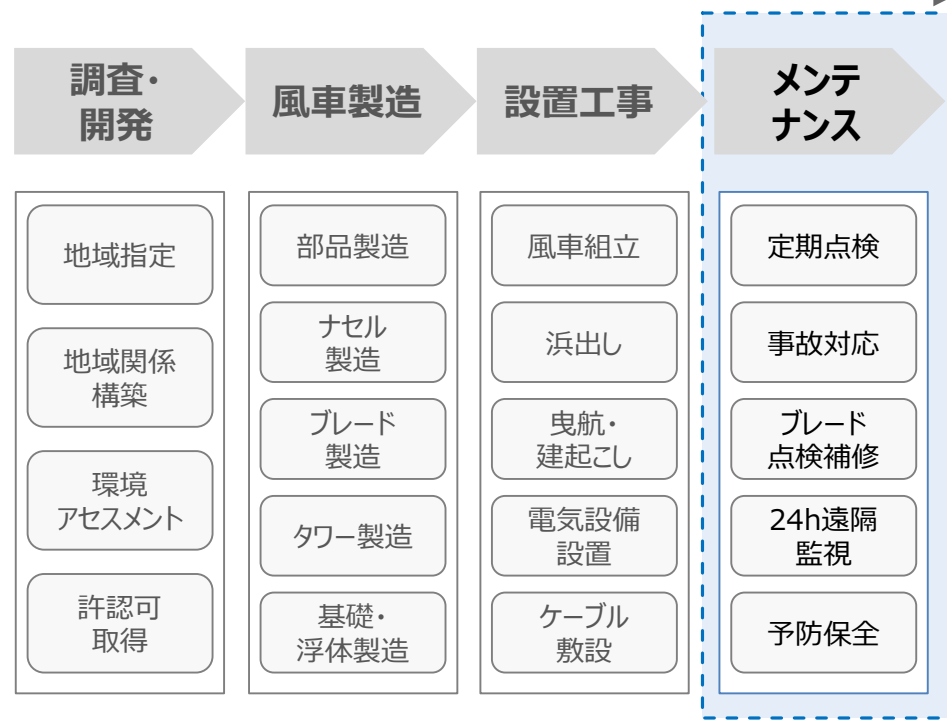 調査・
開発
風車製造
設置工事
メンテ
ナンス
地域指定
地域関係
構築
環境
アセスメント
許認可
取得
部品製造
ナセル
製造
ブレード
製造
タワー製造
基礎・
浮体製造
風車組立
浜出し
曳航・
建起こし
電気設備
設置
ケーブル
敷設
定期点検
事故対応
ブレード
点検補修
24h遠隔
監視
予防保全